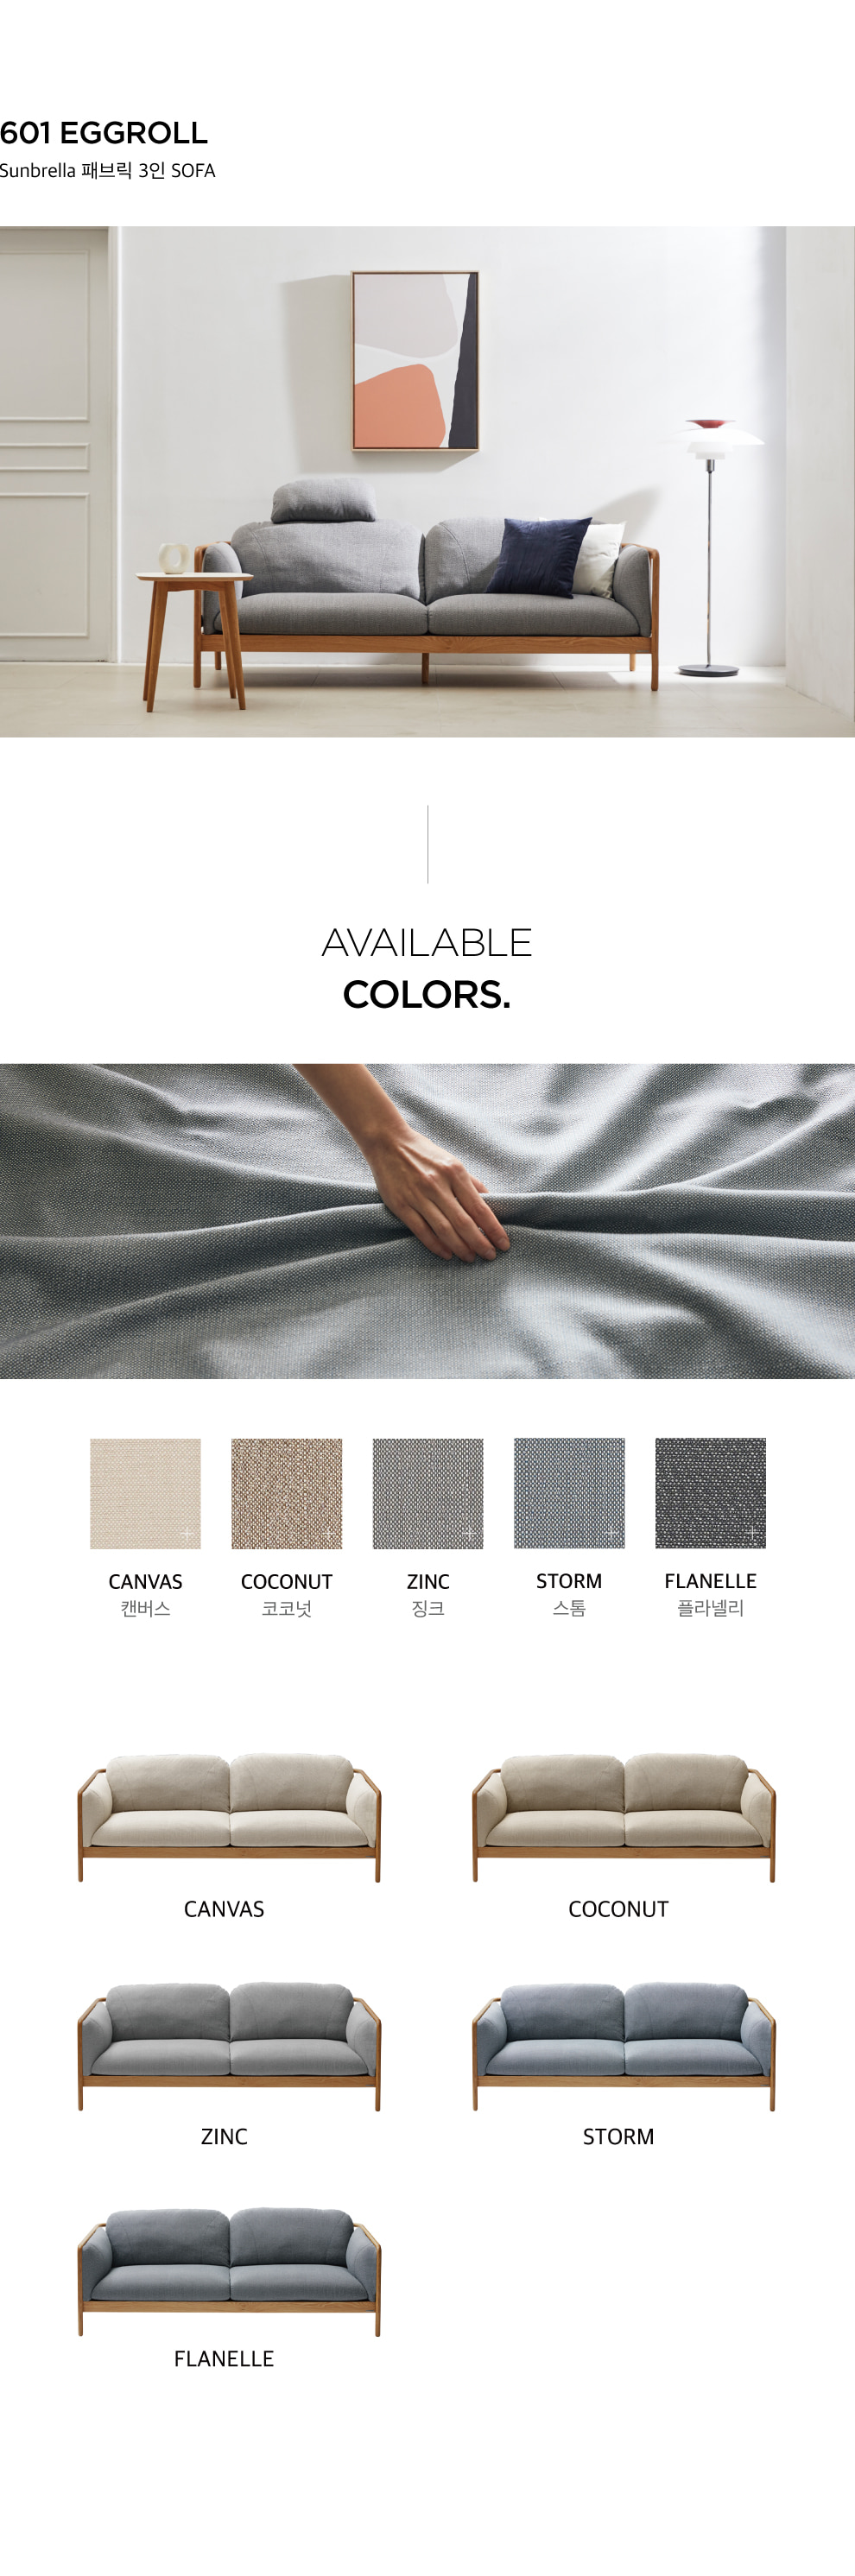 601 EGGROLL
Sunbrella 패브릭 3인 SOFA
AVAILABLE
COLORS.
CANVAS
캔버스
COCONUT
코코넛
ZINC
징크
STORM
스톰
FLANELLE
플라넬리
CANVAS
COCONUT
ZINC
STORM
FLANELLE